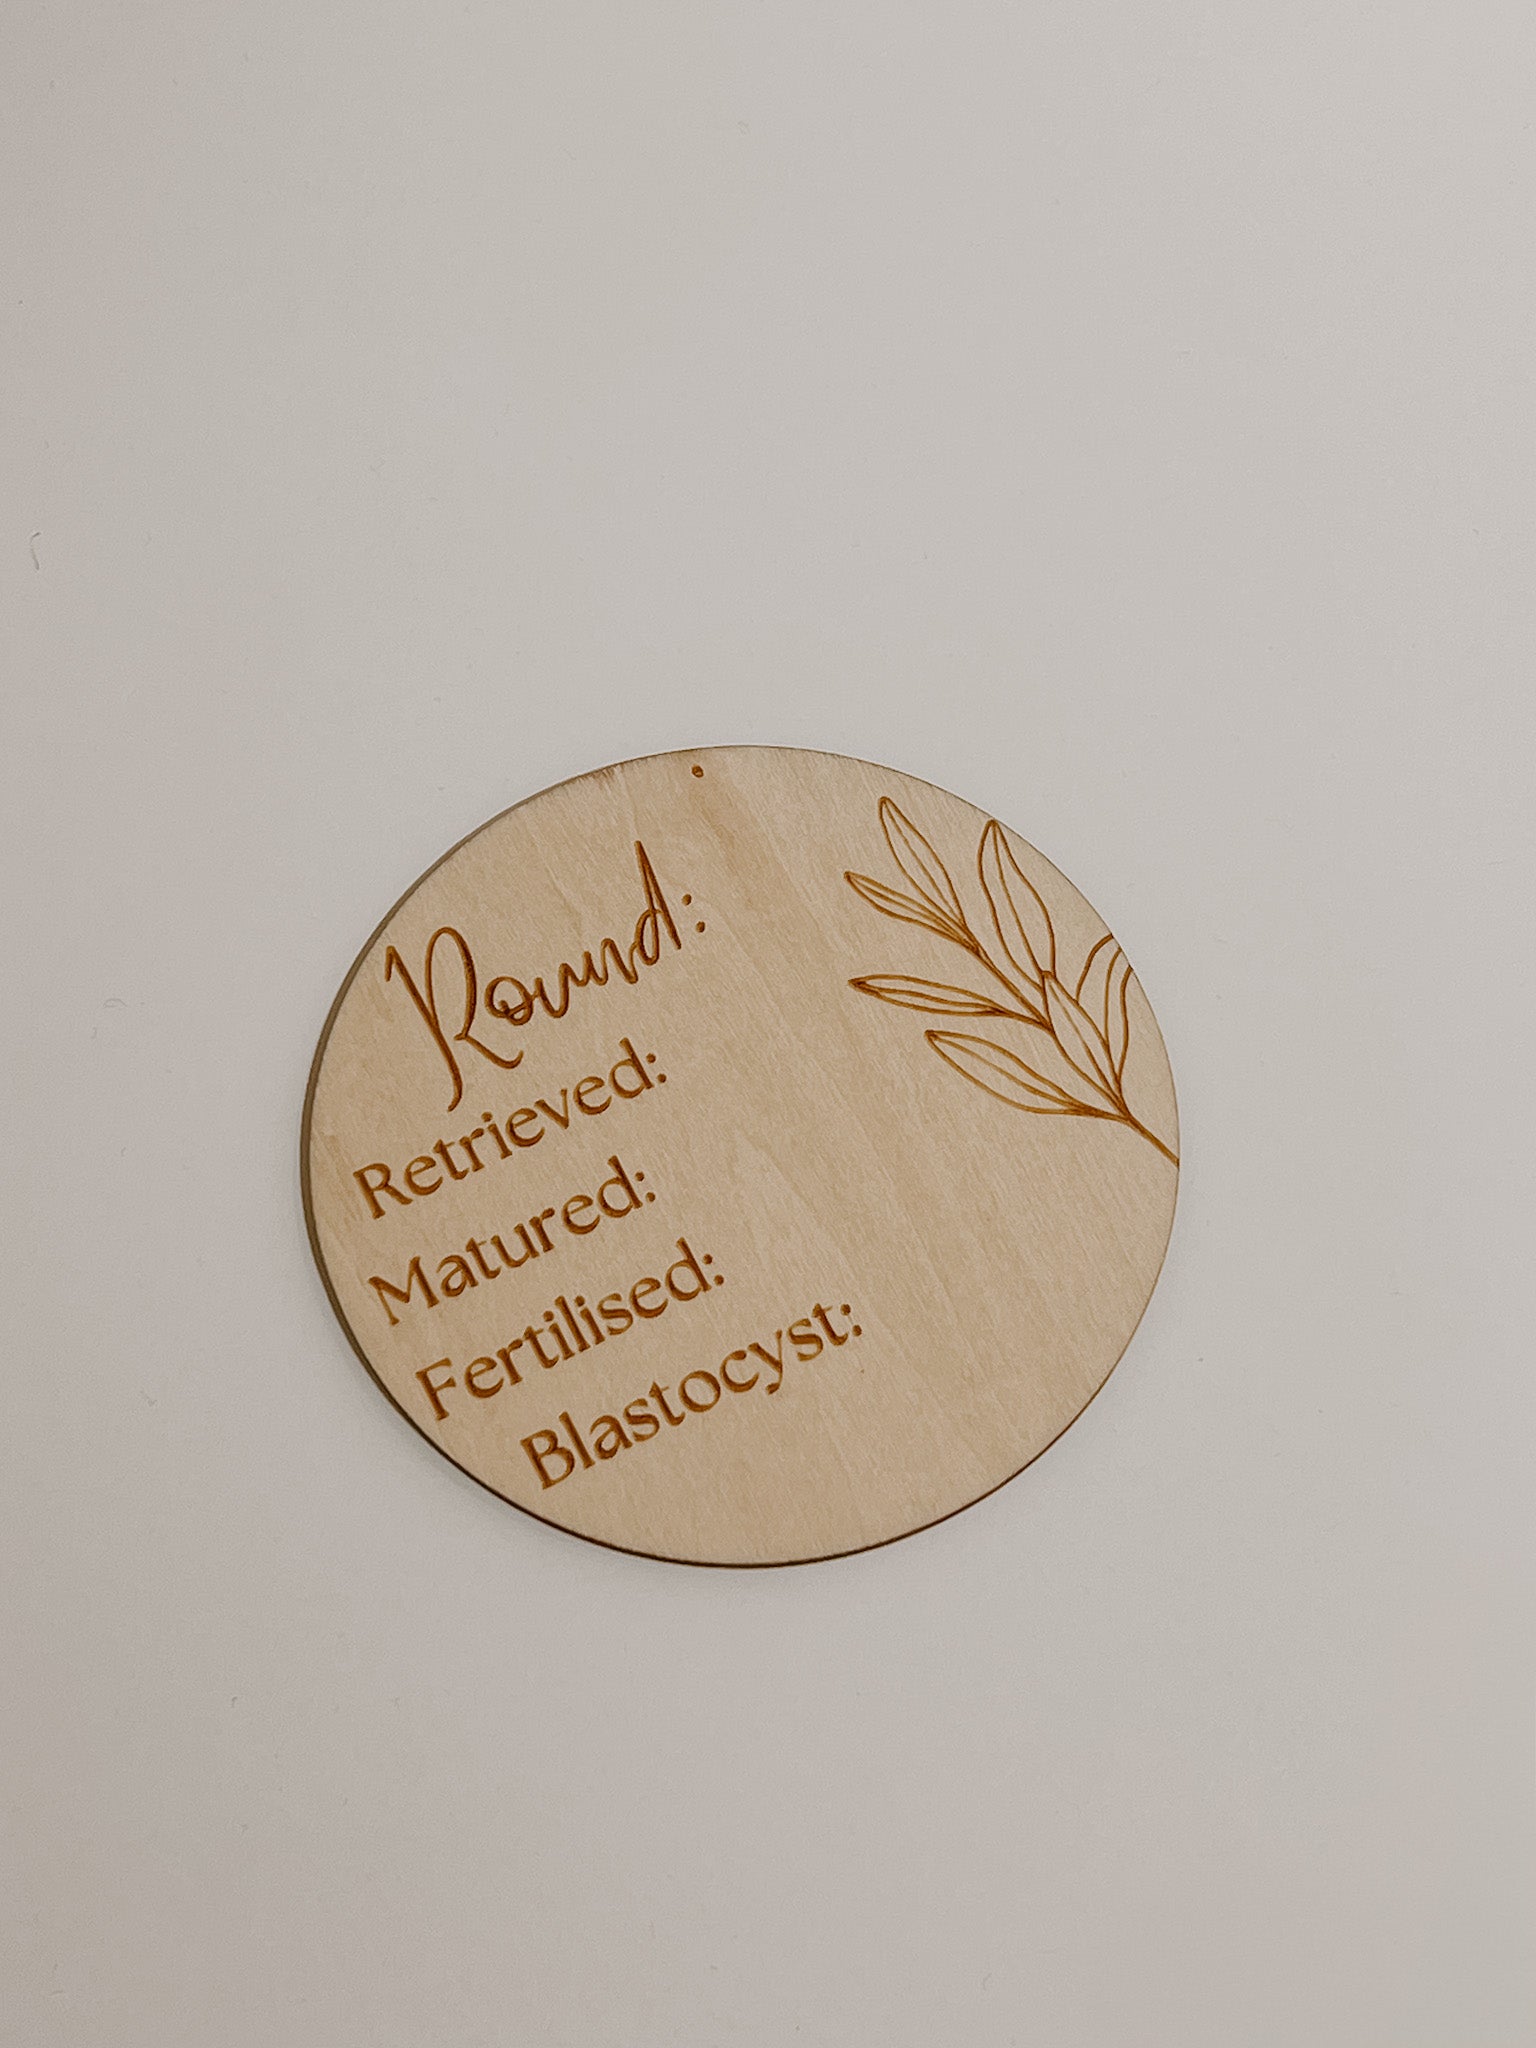 Round:
Retrieved:
Matured:
Fertilised:
Blastocyst: